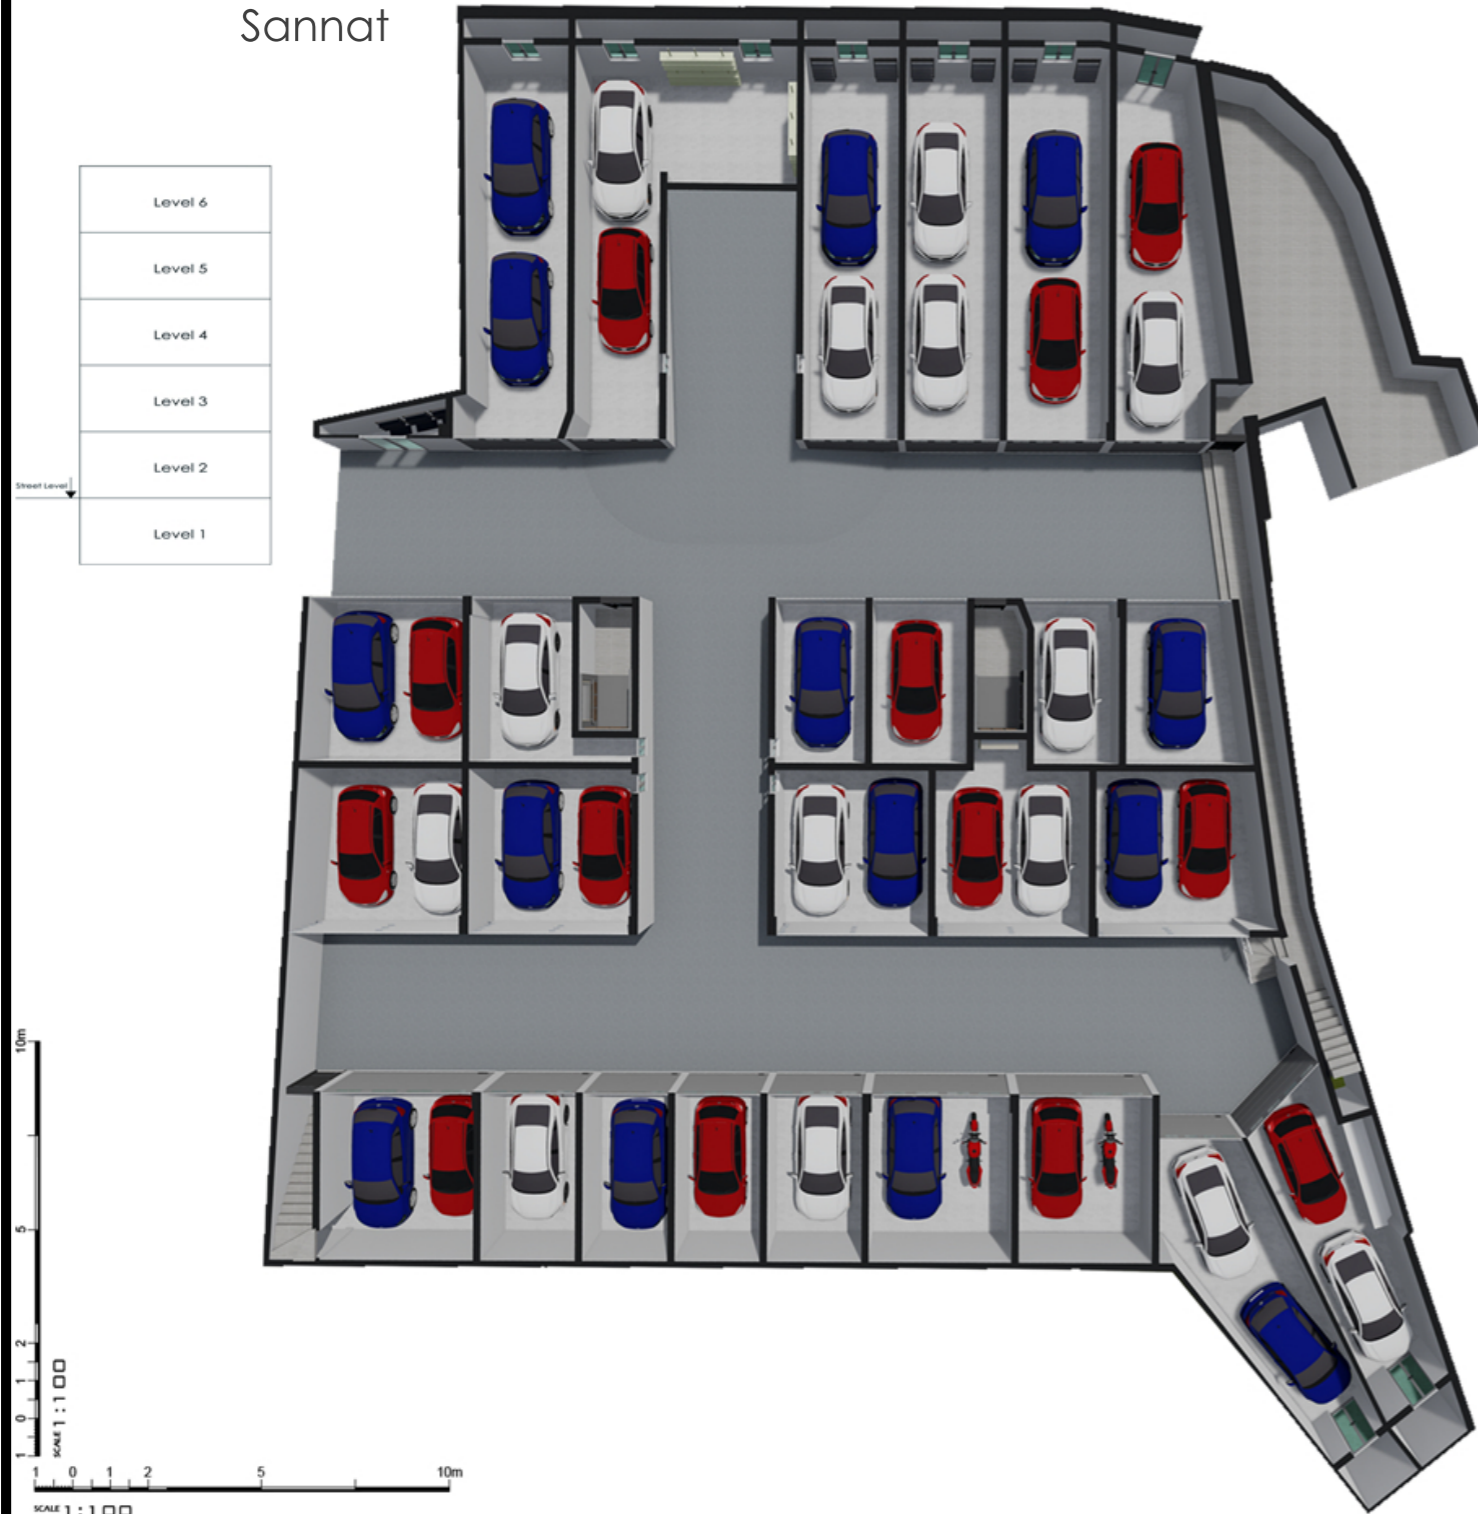 Sannat
Level 6
Level 5
Level 4
Level 3
Level 2
Street Level
Level 1
10m
5
2
1
0
1
SCALE 1:100
1 0 1 2 5 10m
SCALE 1:100